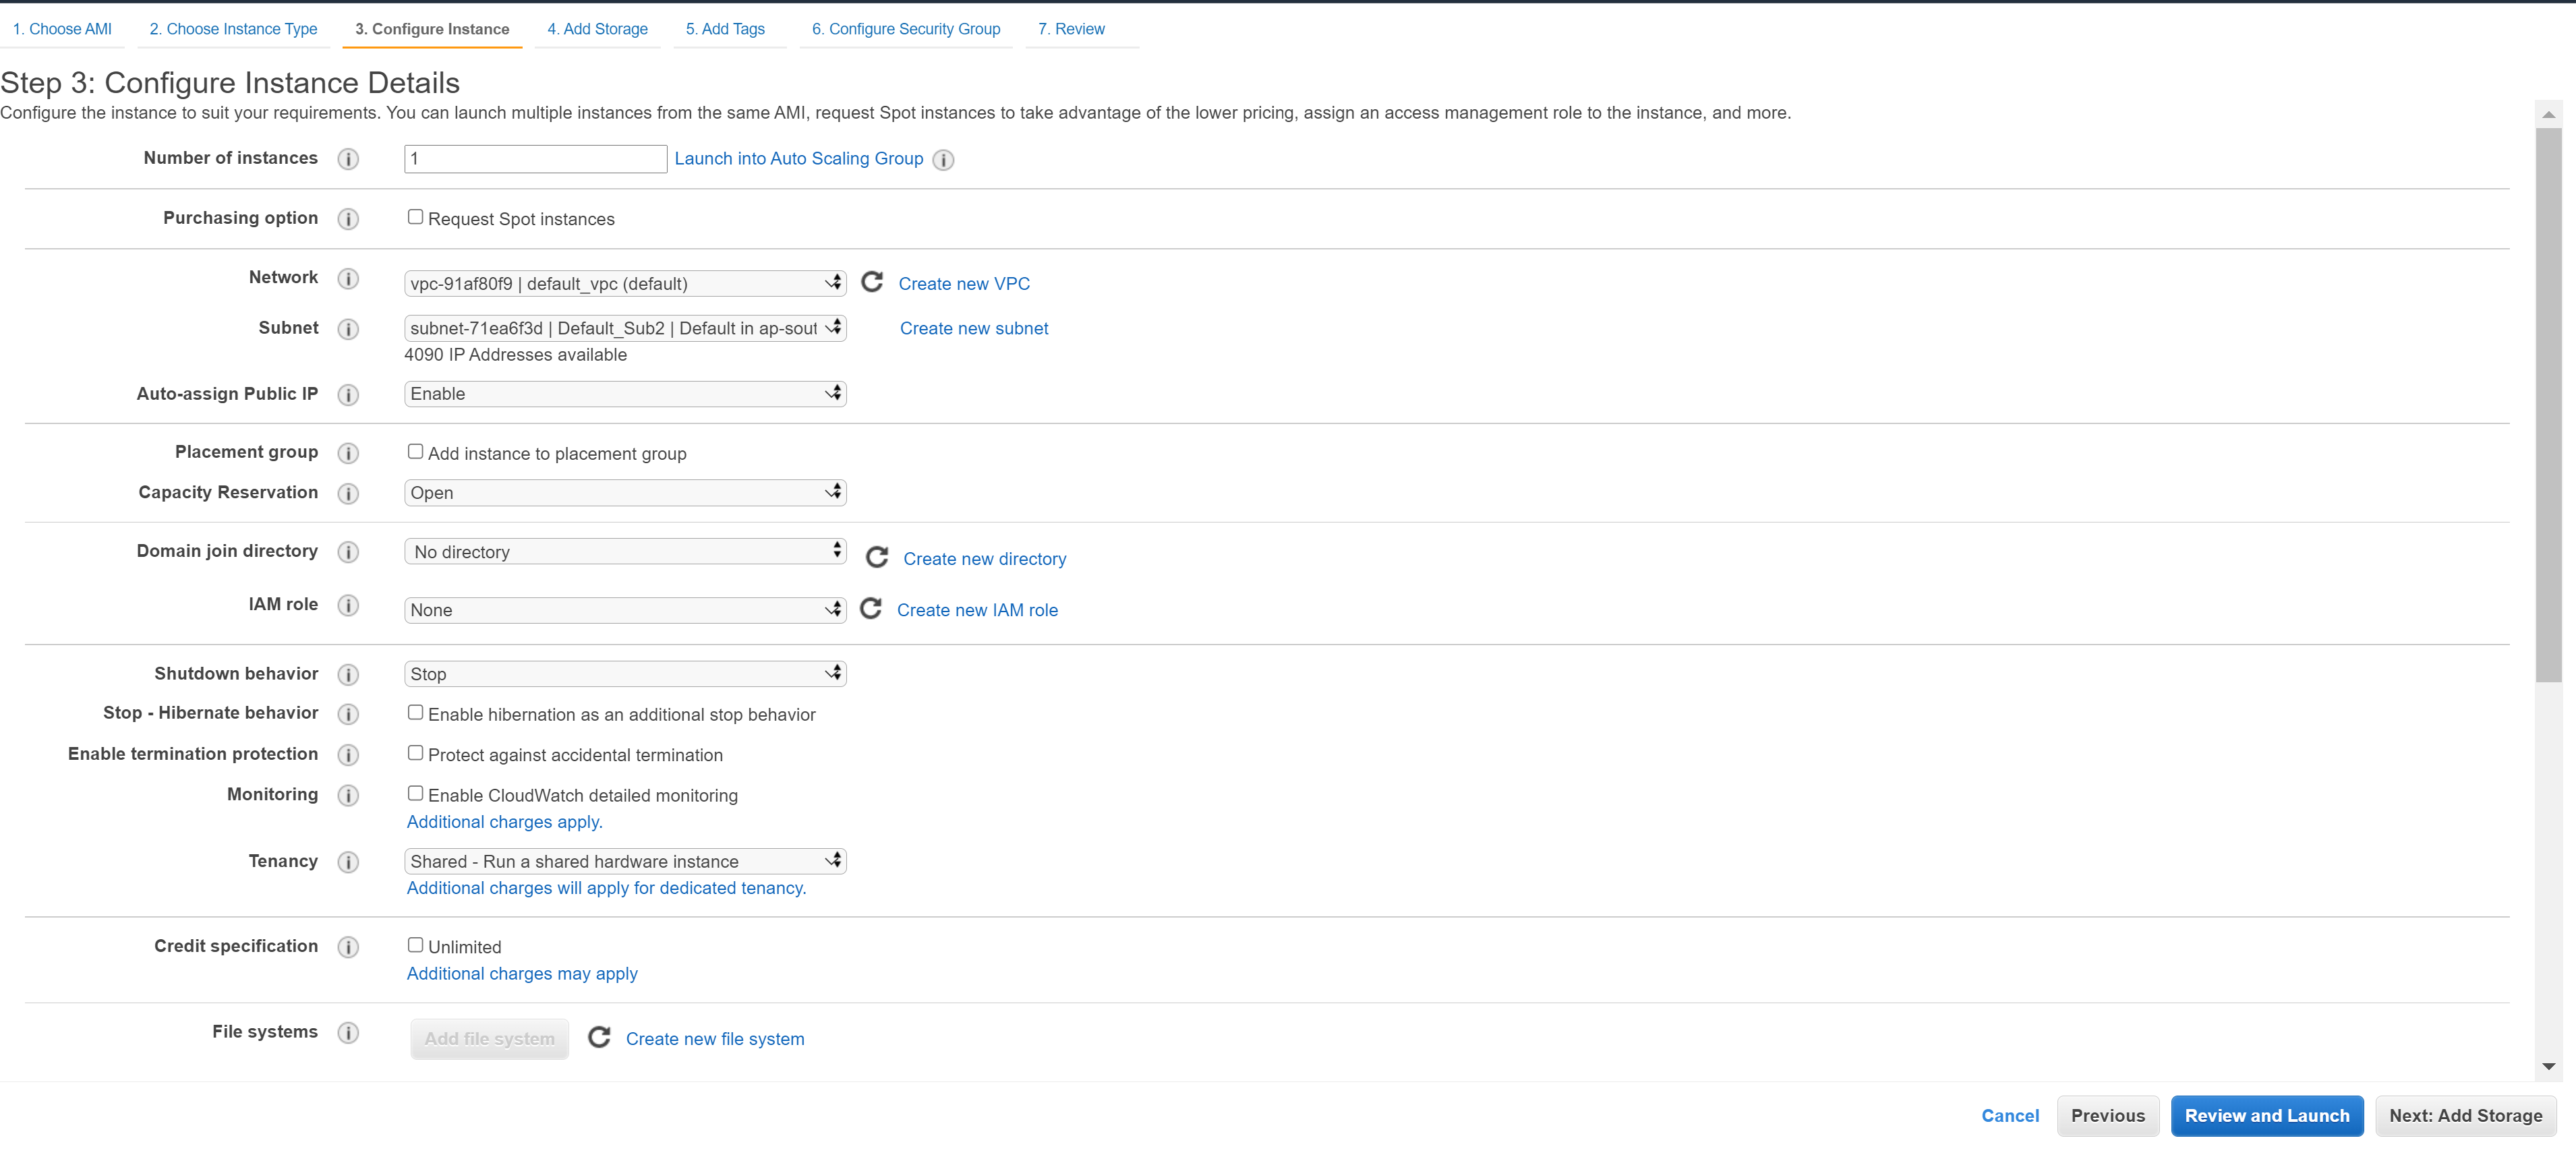 1. Choose AMI 2. Choose Instance Type 3. Configure Instance 4. Add Storage 5. Add Tags 6. Configure Security Group 7. Review
Step 3: Configure Instance Details
Configure the instance to suit your requirements. You can launch multiple instances from the same AMI, request Spot instances to take advantage of the lower pricing, assign an access management role to the instance, and more.
Number of instances 1 Launch into Auto Scaling Group
Purchasing option Request Spot instances
Network vpc-91af80f9 | default_vpc (default) Create new VPC
Subnet subnet-71ea6f3d | Default_Sub2 | Default in ap-sout Create new subnet
4090 IP Addresses available
Auto-assign Public IP Enable
Placement group Add instance to placement group
Capacity Reservation Open
Domain join directory No directory Create new directory
IAM role None Create new IAM role
Shutdown behavior Stop
Stop - Hibernate behavior Enable hibernation as an additional stop behavior
Enable termination protection Protect against accidental termination
Monitoring Enable CloudWatch detailed monitoring
Additional charges apply.
Tenancy Shared - Run a shared hardware instance
Additional charges will apply for dedicated tenancy.
Credit specification Unlimited
Additional charges may apply
File systems Add file system Create new file system
Cancel Previous Review and Launch Next: Add Storage